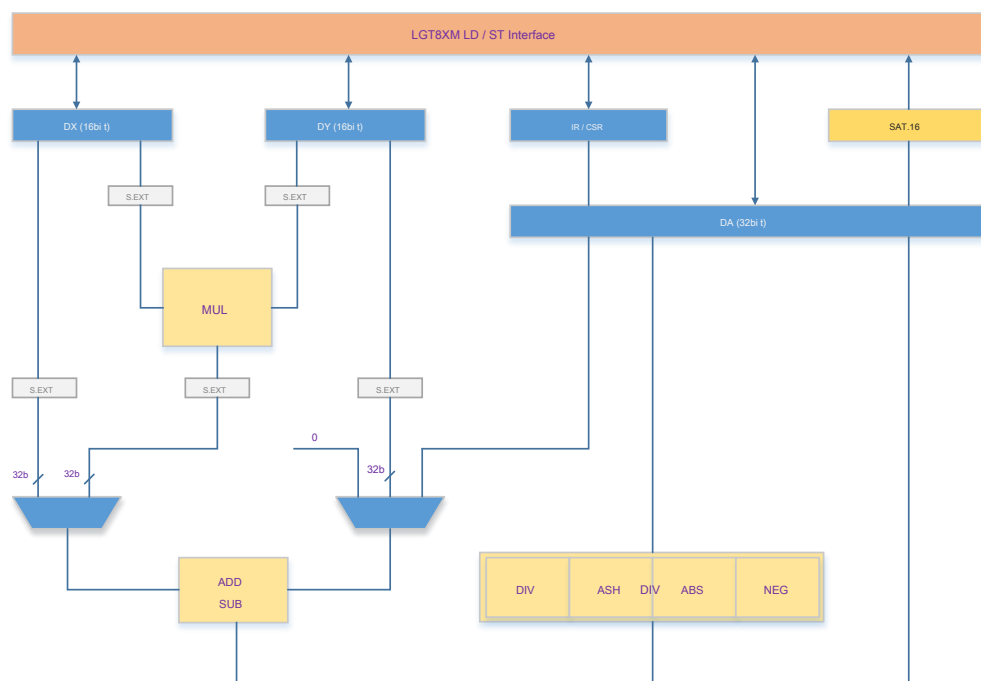 LGT8XM LD / ST Interface
DX (16bi t)
DY (16bi t)
IR / CSR
SAT.16
S.EXT
S.EXT
DA (32bi t)
MUL
S.EXT
S.EXT
S.EXT
0
32b
32b
32b
ADD
SUB
DIV
ASH
DIV
ABS
NEG